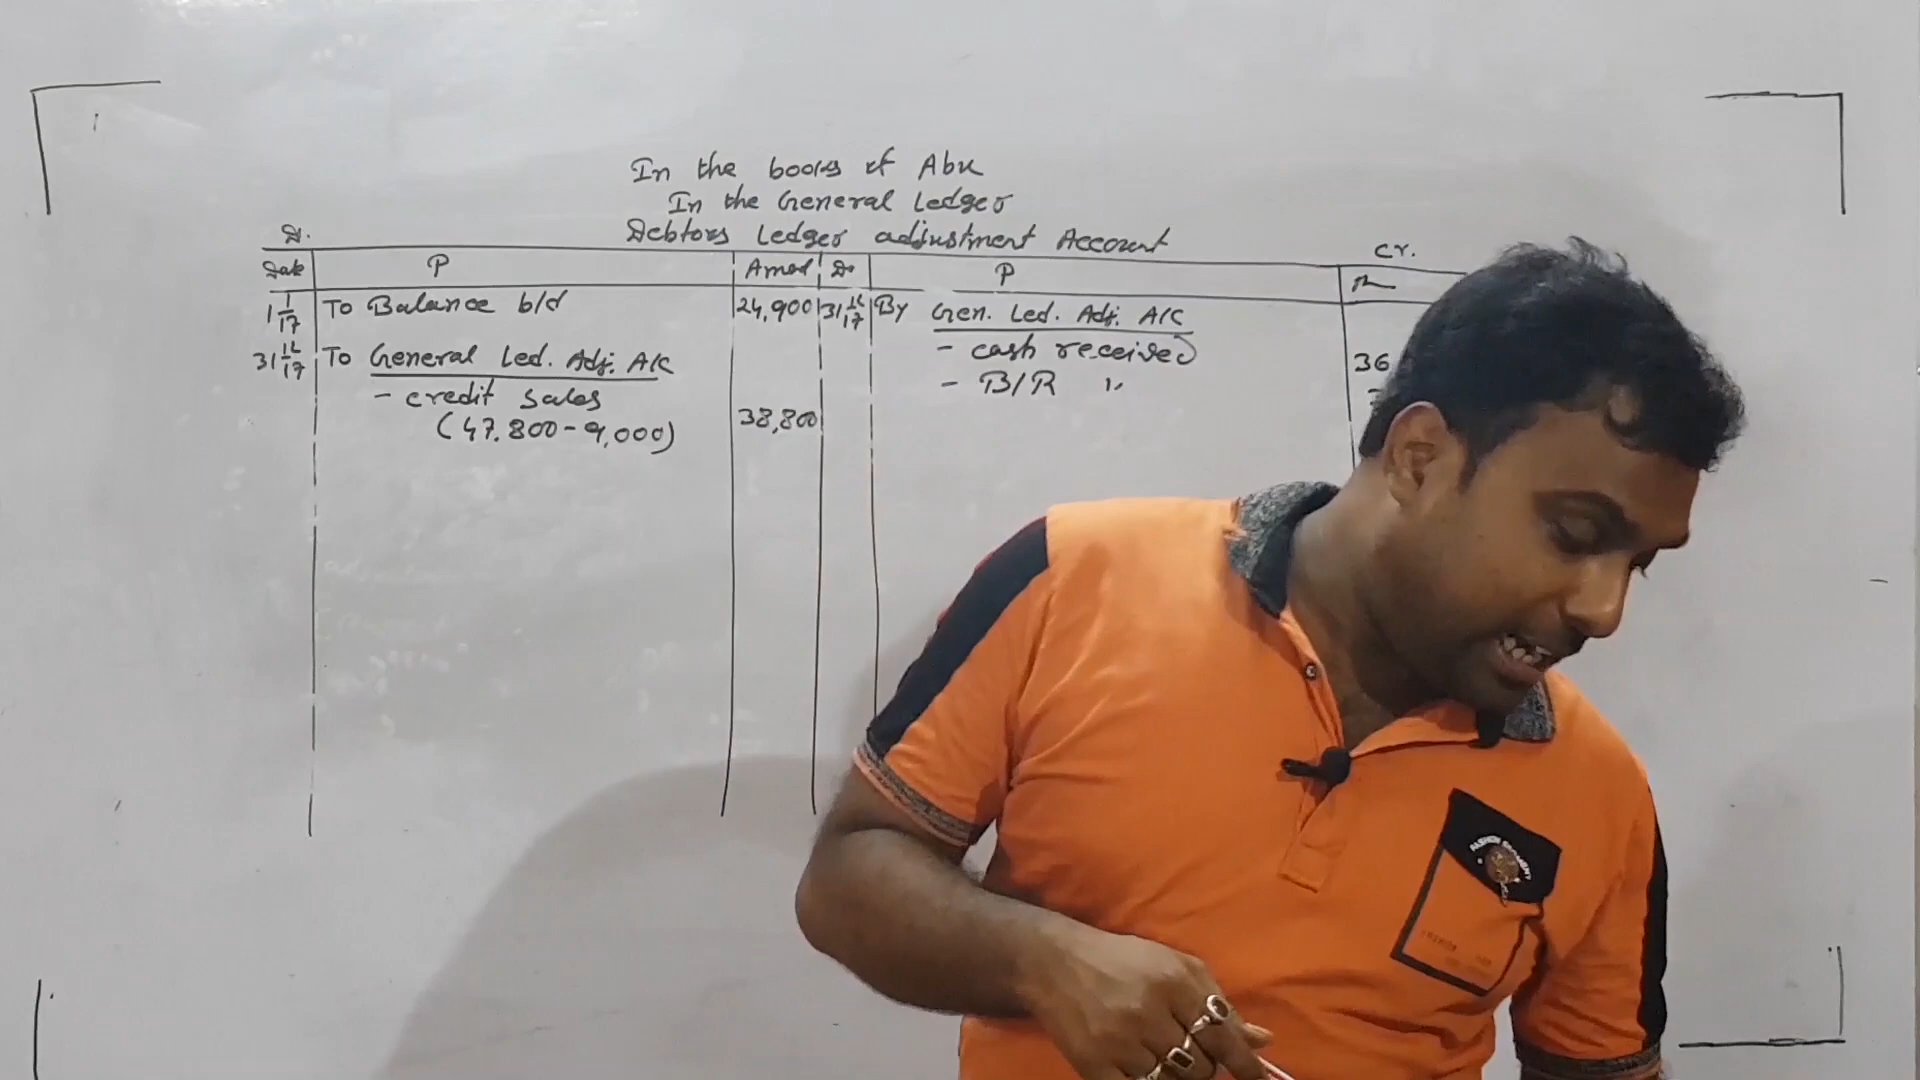 In the books of Abu
In the General Ledger
Debtors Ledger adjustment Account
Dr. Cr.
Date P Amount Do P
1/1/17 To Balance b/d 24,900 31 12/17 By Gen. Led. Adj. A/C
- cash received 36
31 12/17 To General Led. Adj. A/C
- B/R "
- credit sales
(47,800-9,000) 38,800